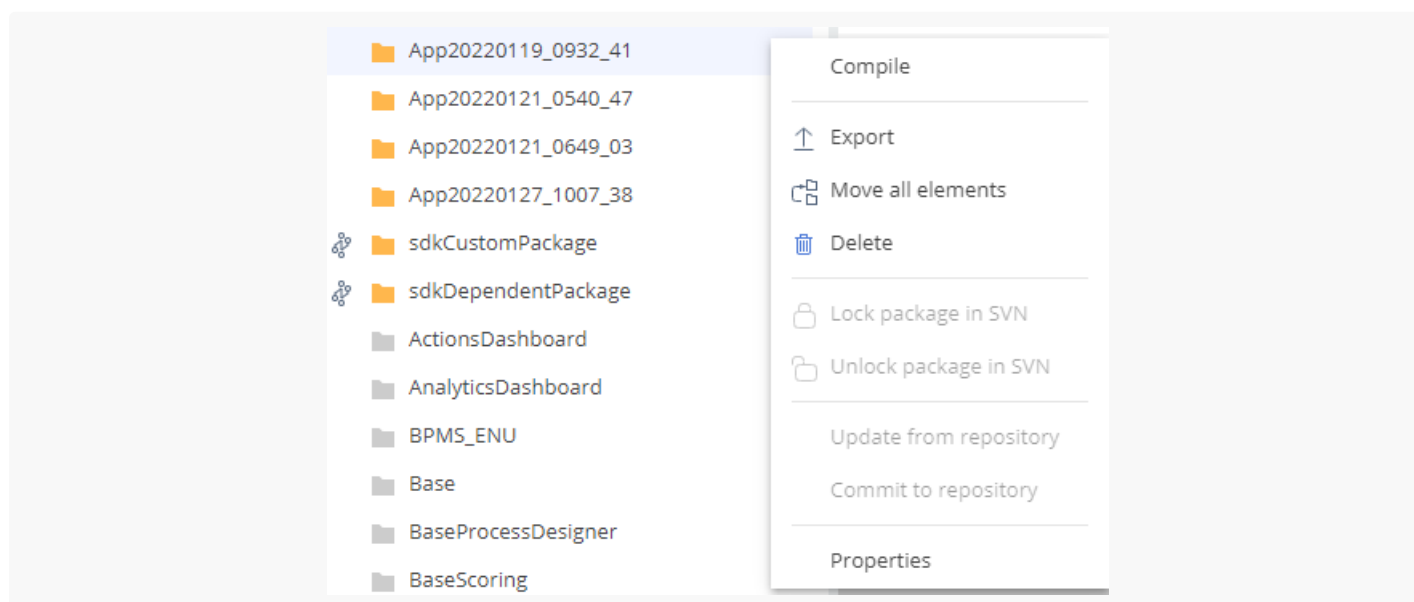 App20220119_0932_41
App20220121_0540_47
App20220121_0649_03
App20220127_1007_38
sdkCustomPackage
sdkDependentPackage
ActionsDashboard
AnalyticsDashboard
BPMS_ENU
Base
BaseProcessDesigner
BaseScoring
Compile
Export
Move all elements
Delete
Lock package in SVN
Unlock package in SVN
Update from repository
Commit to repository
Properties